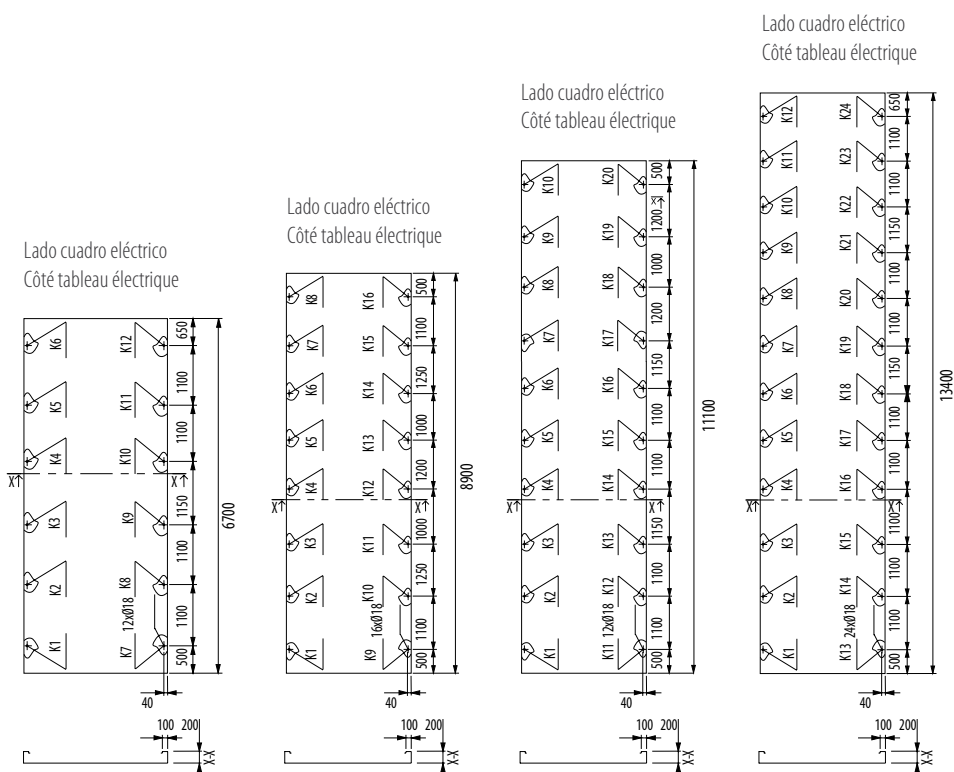 Lado cuadro eléctrico
Côté tableau électrique
K6
K12
K5
K11
K4
K10
X
X
K3
K9
K2
K8
12xØ18
K1
K7
650
1100
1100
1150
1100
1100
500
6700
40
100 200
X-X
Lado cuadro eléctrico
Côté tableau électrique
K8
K16
K7
K15
K6
K14
K5
K13
K4
K12
X
X
K3
K11
K2
K10
16xØ18
K1
K9
500
1100
1250
1000
1200
1000
1250
1100
500
8900
40
100 200
X-X
Lado cuadro eléctrico
Côté tableau électrique
K10
K20
X
K9
K19
K8
K18
K7
K17
K6
K16
K5
K15
K4
K14
X
X
K3
K13
K2
K12
12xØ18
K1
K11
500
1200
1000
1200
1150
1100
1100
1150
1100
1100
500
11100
40
100 200
X-X
Lado cuadro eléctrico
Côté tableau électrique
K12
K24
K11
K23
K10
K22
K9
K21
K8
K20
K7
K19
K6
K18
K5
K17
K4
K16
X
X
K3
K15
K2
K14
24xØ18
K1
K13
650
1100
1100
1150
1100
1100
1150
1100
1100
1100
1100
1100
500
13400
40
100 200
X-X